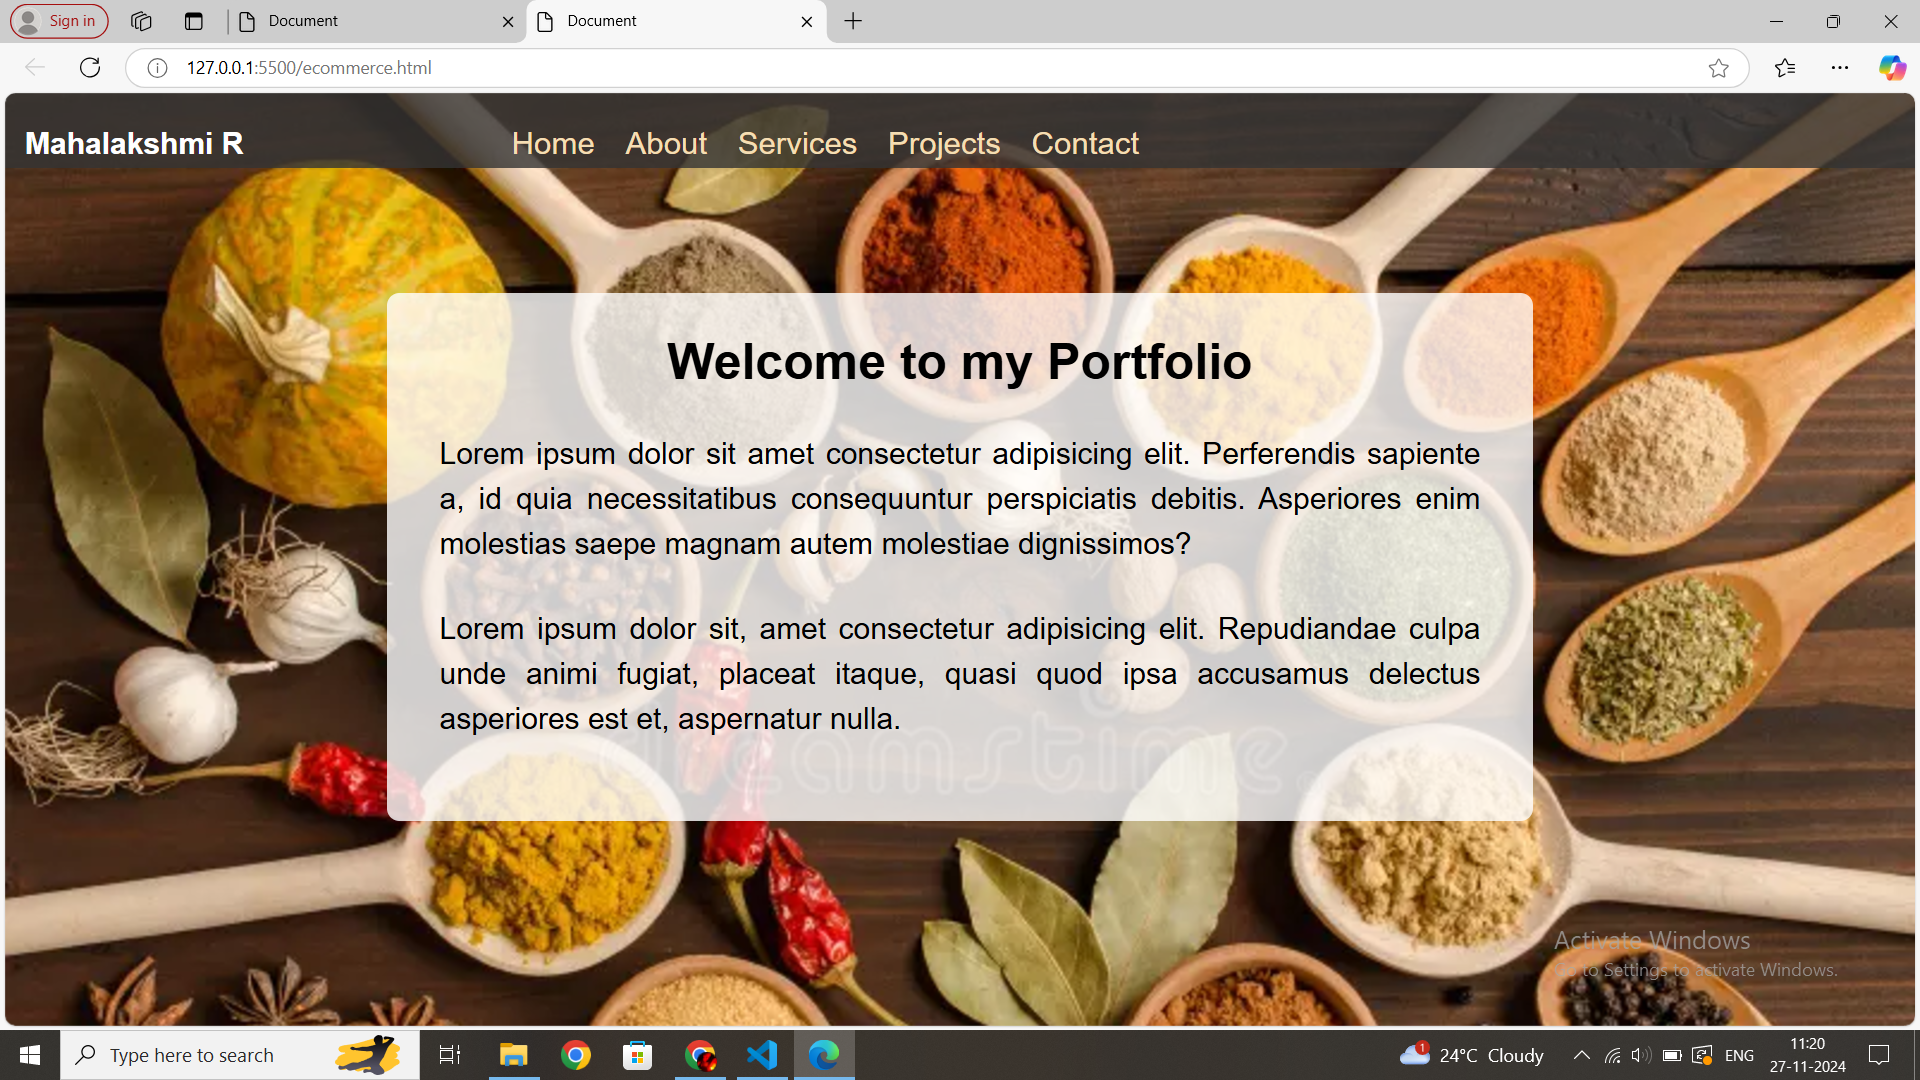 Sign in
Document
Document
127.0.0.1:5500/ecommerce.html
Mahalakshmi R
Home About Services Projects Contact
Welcome to my Portfolio
Lorem ipsum dolor sit amet consectetur adipisicing elit. Perferendis sapiente
a, id quia necessitatibus consequuntur perspiciatis debitis. Asperiores enim
molestias saepe magnam autem molestiae dignissimos?
Lorem ipsum dolor sit, amet consectetur adipisicing elit. Repudiandae culpa
unde animi fugiat, placeat itaque, quasi quod ipsa accusamus delectus
asperiores est et, aspernatur nulla.
dreamstime.
Activate Windows
Go to Settings to activate Windows.
Type here to search
1
24°C Cloudy
ENG
11:20
27-11-2024